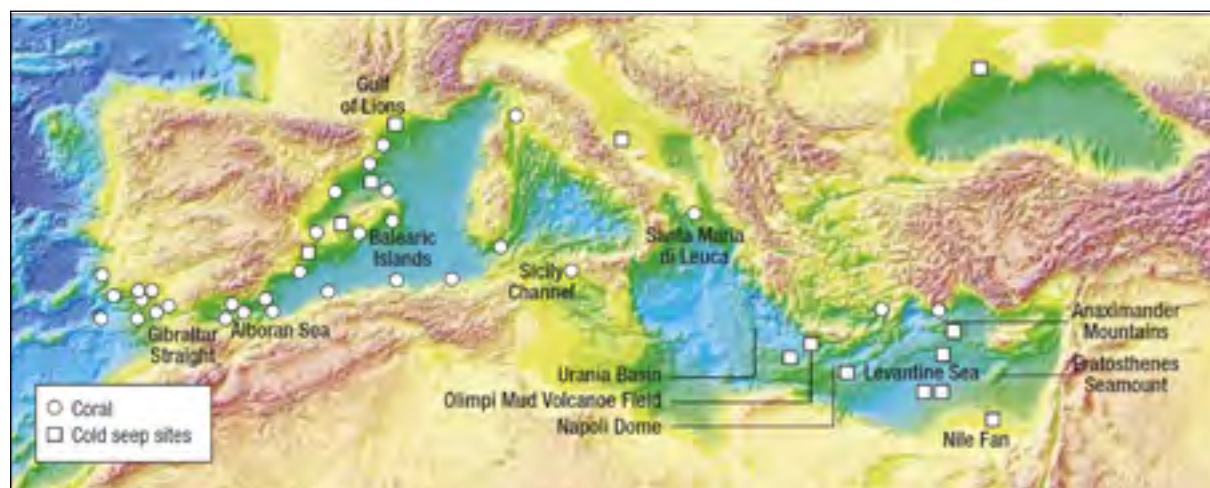 Gulf
of Lions
Balearic
Islands
Santa Maria
di Leuca
Sicily
Channel
Gibraltar
Straight
Alboran Sea
Anaximander
Mountains
Urania Basin
Levantine Sea
Eratosthenes
Seamount
Olimpi Mud Volcanoe Field
Napoli Dome
Nile Fan
Coral
Cold seep sites